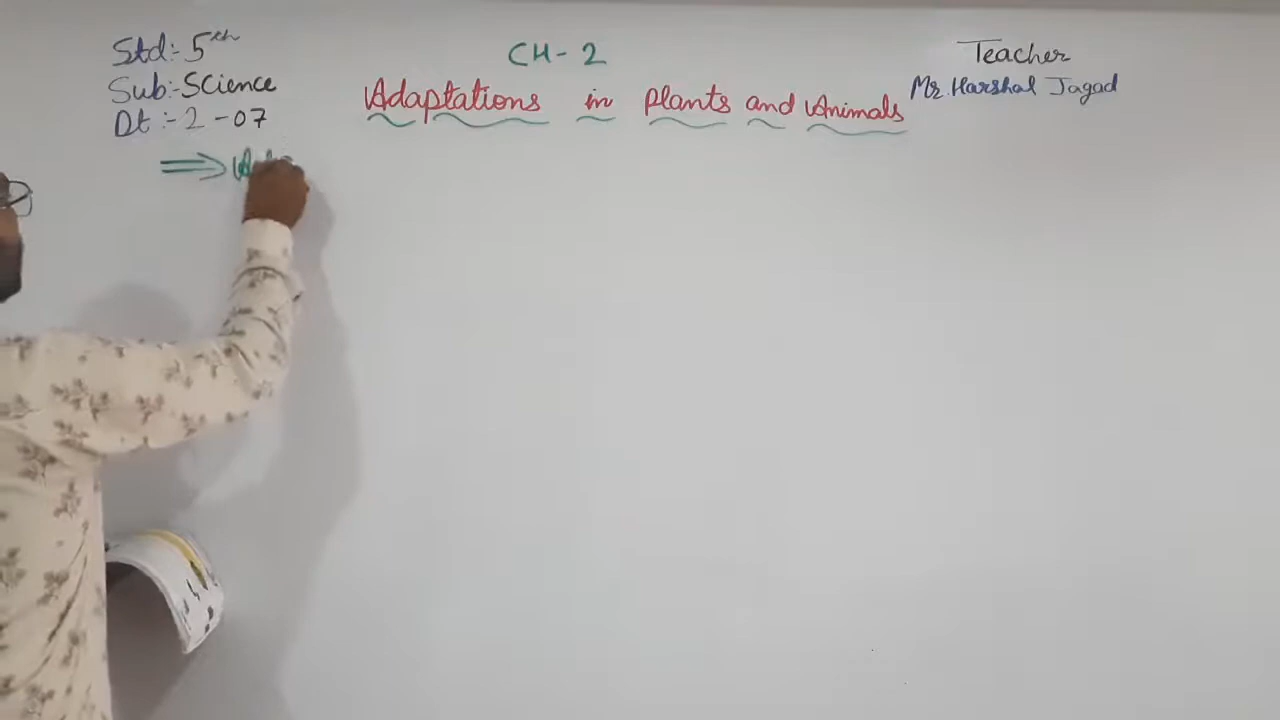 Std:- 5th
Sub:- Science
Dt :- 2 - 07
CH - 2
Adaptations in plants and Animals
Teacher
Mr. Harshal Jagad